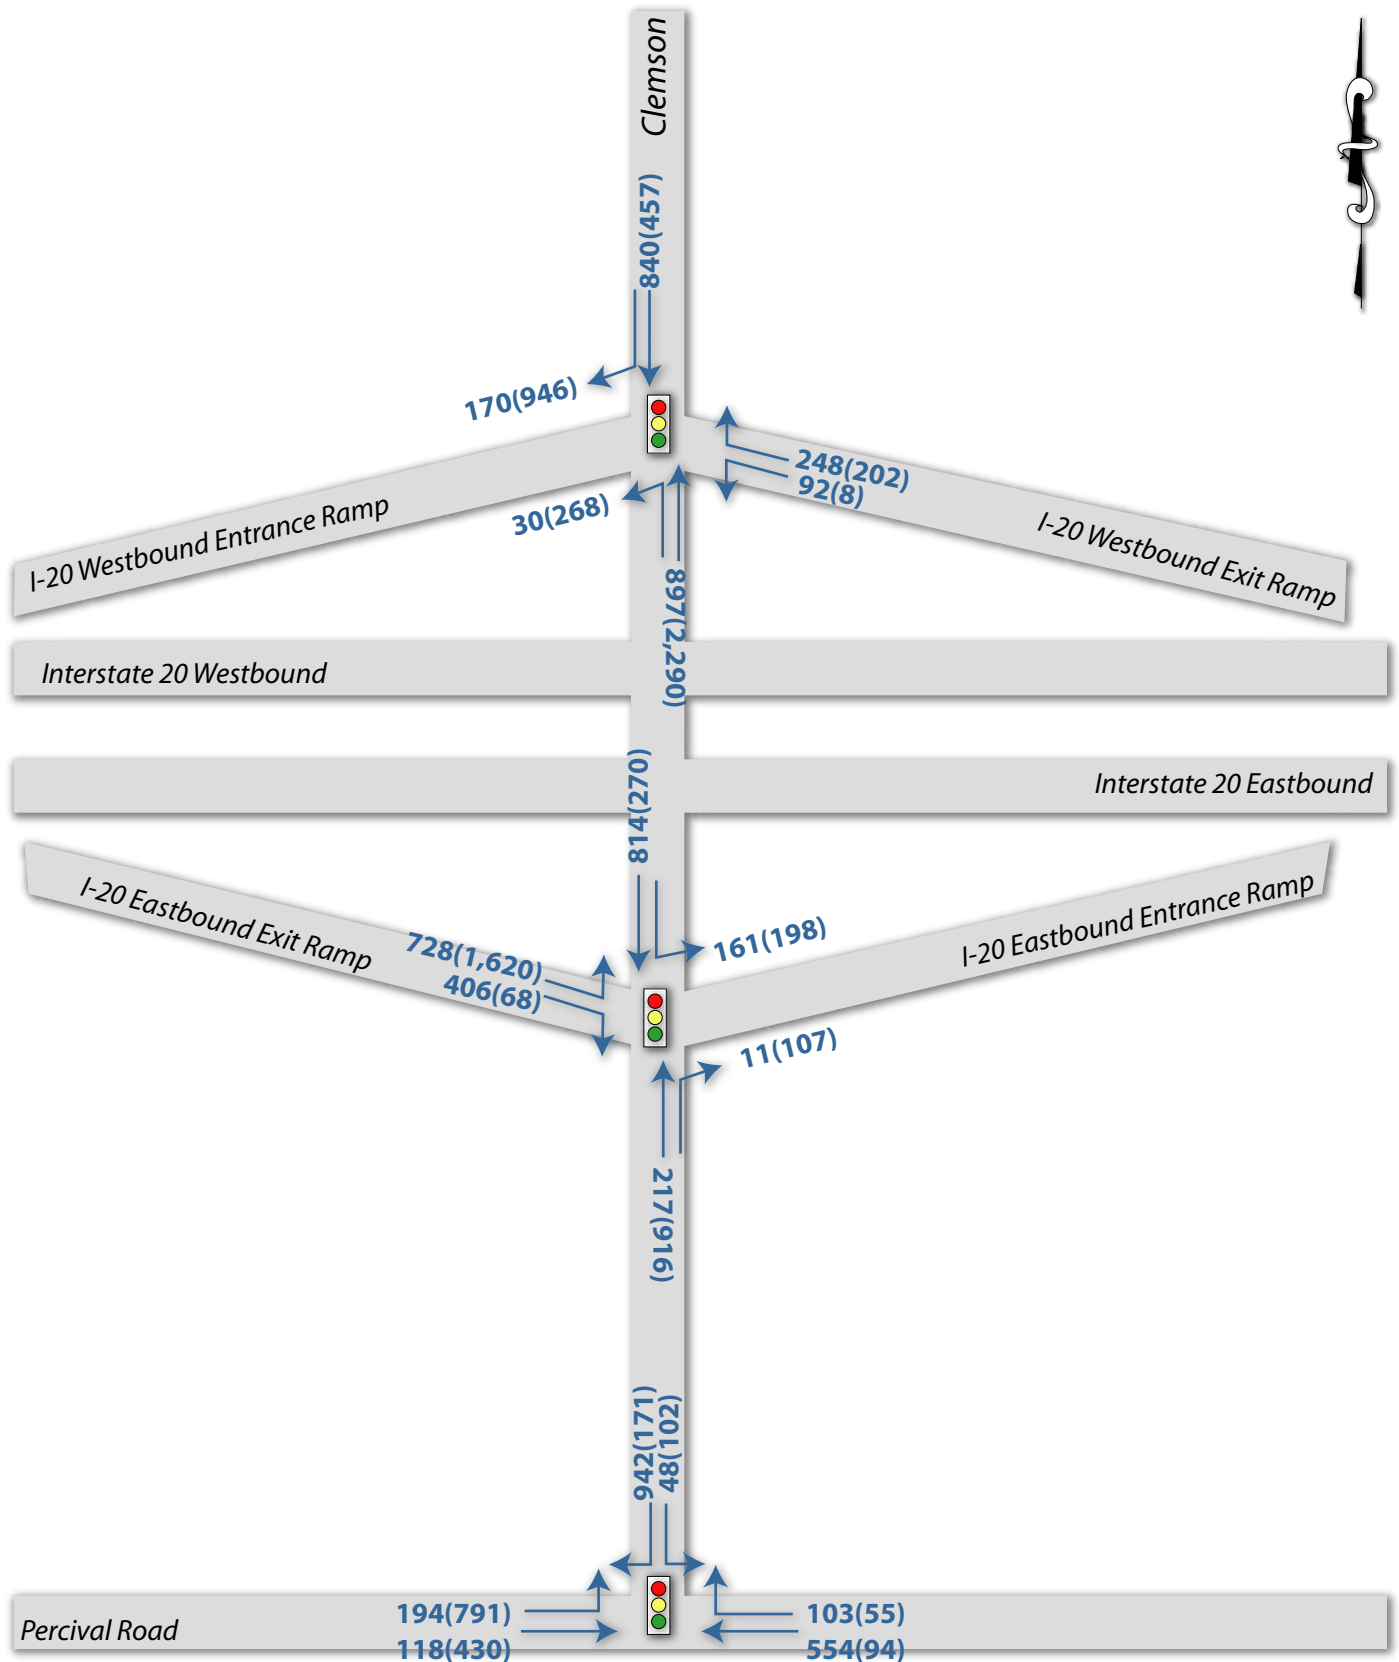 Clemson
840(457)
170(946)
248(202)
92(8)
30(268)
I-20 Westbound Entrance Ramp
I-20 Westbound Exit Ramp
897(2,290)
Interstate 20 Westbound
814(270)
Interstate 20 Eastbound
I-20 Eastbound Exit Ramp
728(1,620)
406(68)
161(198)
I-20 Eastbound Entrance Ramp
11(107)
217(916)
942(171)
48(102)
194(791)
103(55)
Percival Road
118(430)
554(94)